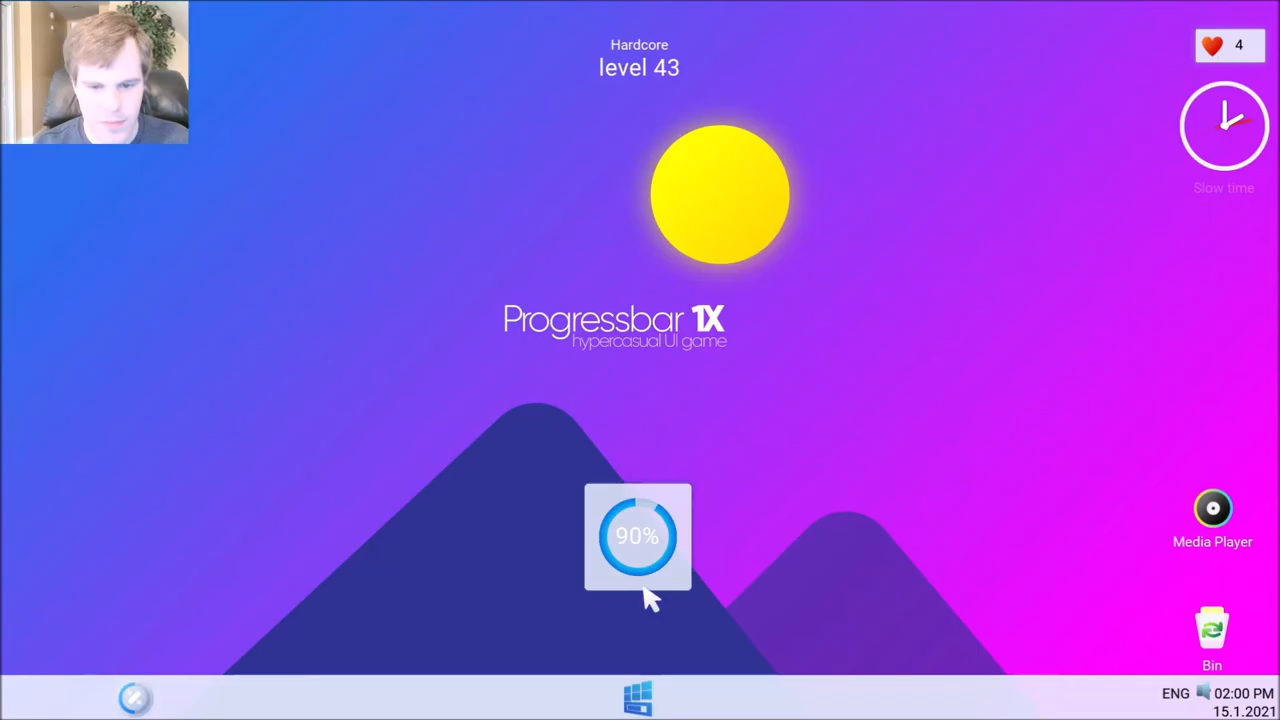 Hardcore
level 43
4
Slow time
Progressbar 1X
hypercasual UI game
90%
Media Player
Bin
ENG 02:00 PM
15.1.2021